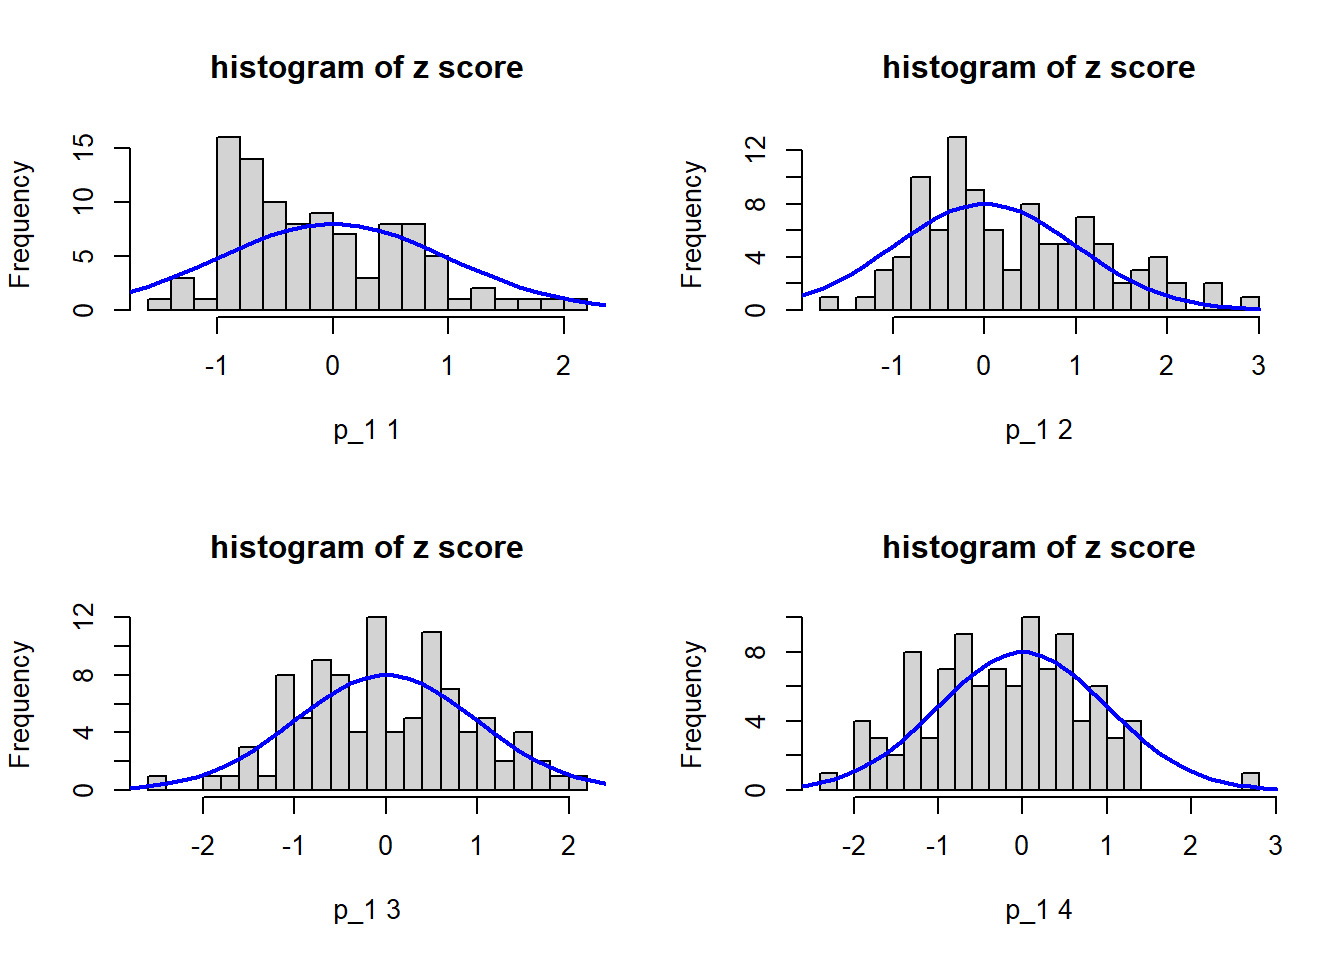 histogram of z score
Frequency
0 5 10 15
-1 0 1 2
p_1 1
histogram of z score
Frequency
0 4 8 12
-1 0 1 2 3
p_1 2
histogram of z score
Frequency
0 4 8 12
-2 -1 0 1 2
p_1 3
histogram of z score
Frequency
0 4 8
-2 -1 0 1 2 3
p_1 4